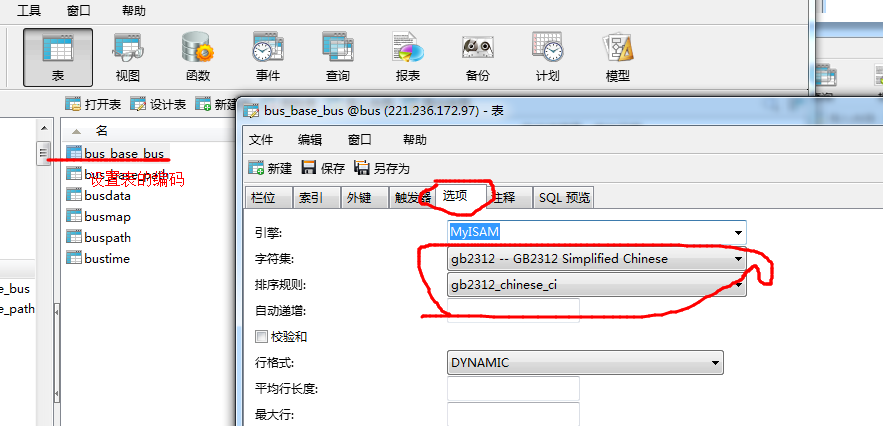 工具 窗口 帮助
表 视图 函数 事件 查询 报表 备份 计划 模型
打开表 设计表 新建
名
bus_base_bus
设置表的编码
busdata
busmap
buspath
bustime
e_bus
e_path
bus_base_bus @bus (221.236.172.97) - 表
文件 编辑 窗口 帮助
新建 保存 另存为
栏位 索引 外键 触发器 选项 注释 SQL 预览
引擎: MyISAM
字符集: gb2312 -- GB2312 Simplified Chinese
排序规则: gb2312_chinese_ci
自动递增:
校验和
行格式: DYNAMIC
平均行长度:
最大行: